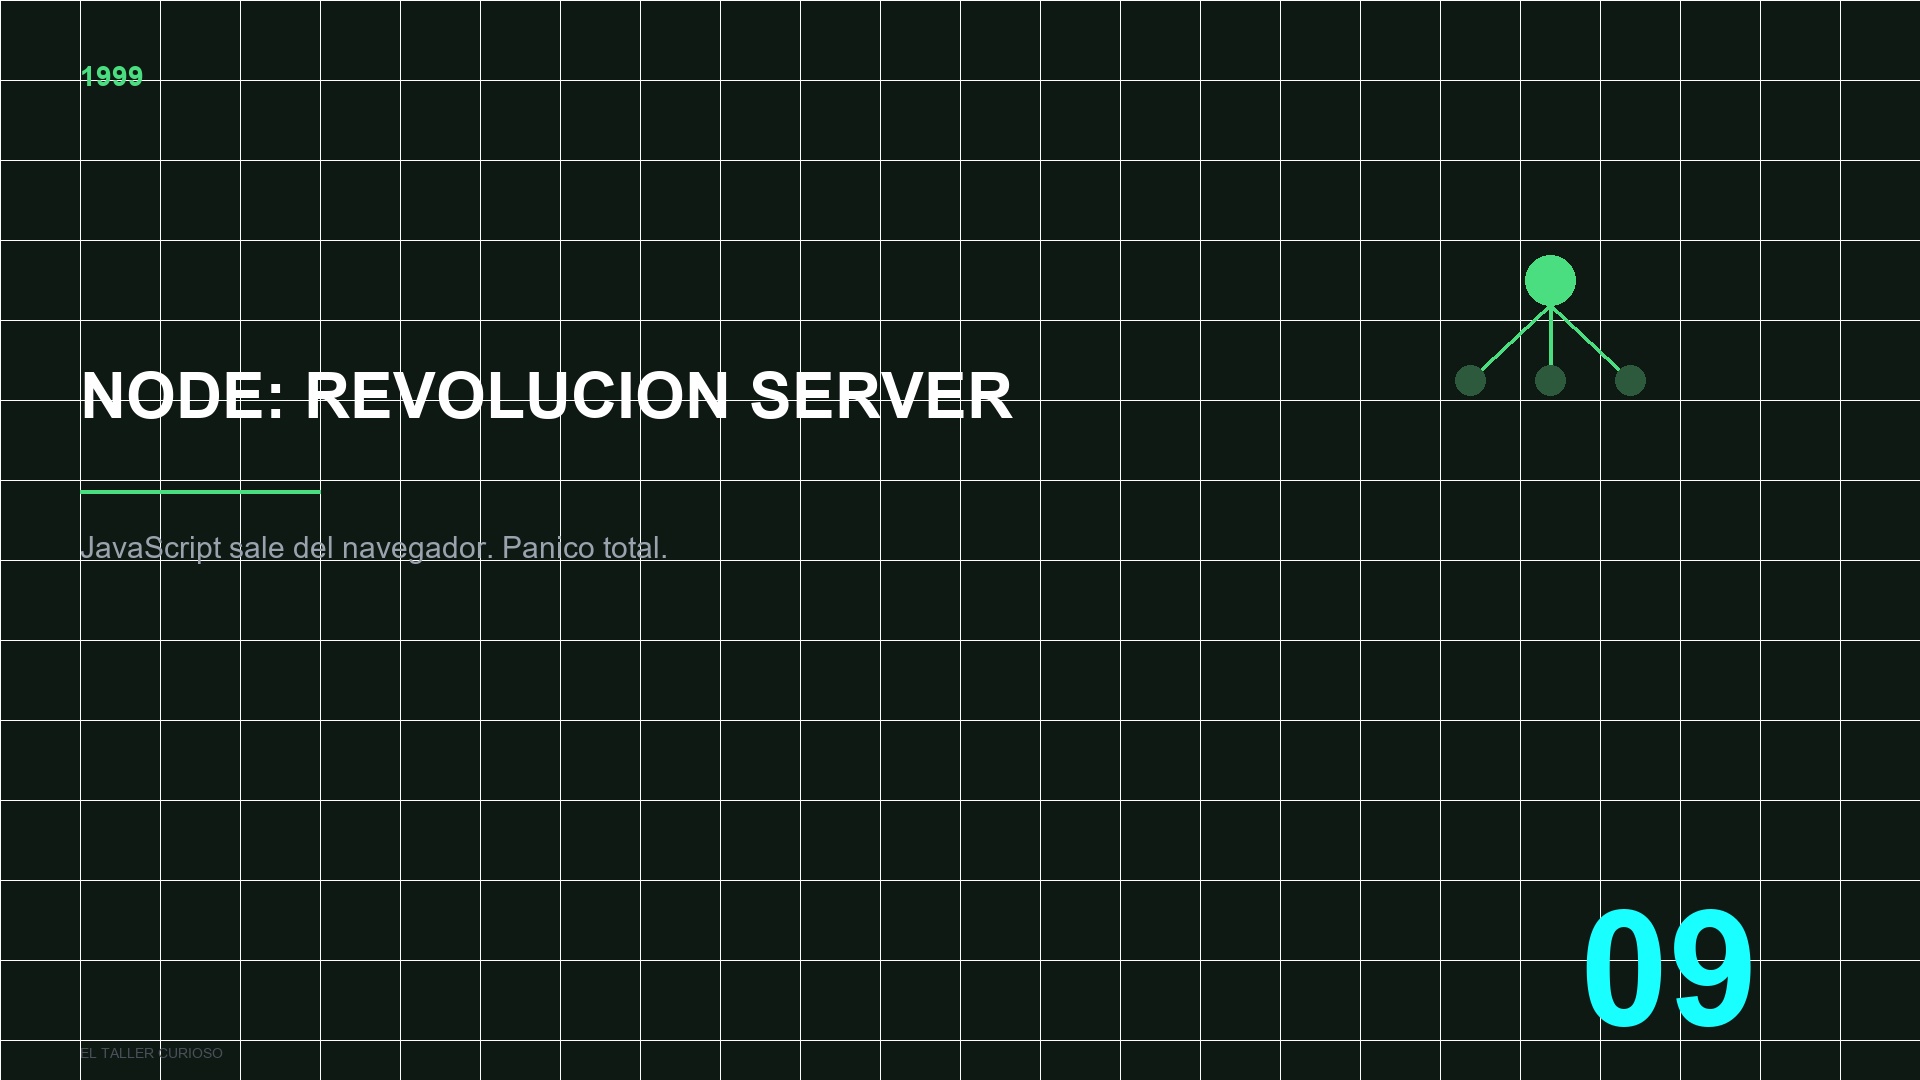 1999
NODE: REVOLUCION SERVER
JavaScript sale del navegador. Panico total.
09
EL TALLER CURIOSO